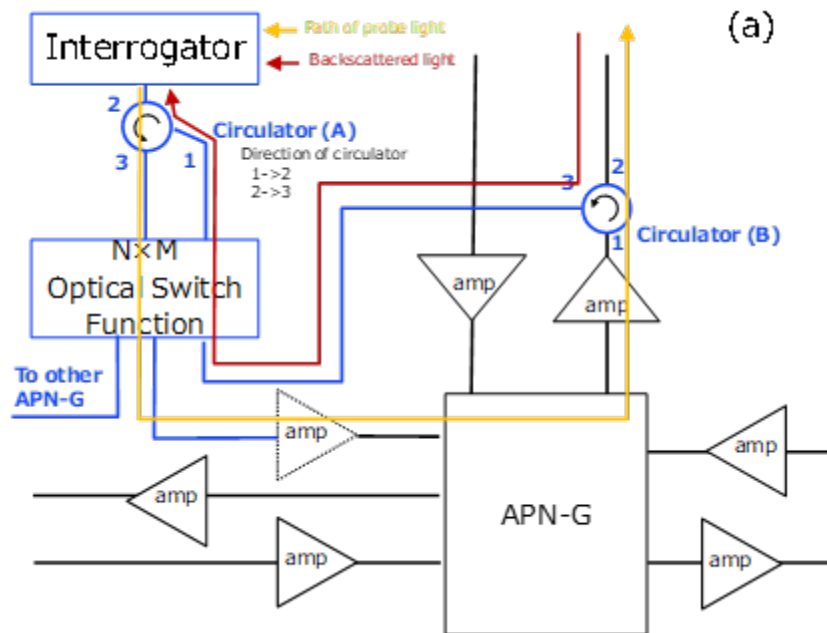 (a)
Interrogator
Path of probe light
Backscattered light
2
3
1
Circulator (A)
Direction of circulator
1->2
2->3
3
2
1
Circulator (B)
N×M
Optical Switch
Function
To other
APN-G
amp
amp
amp
amp
amp
amp
amp
APN-G